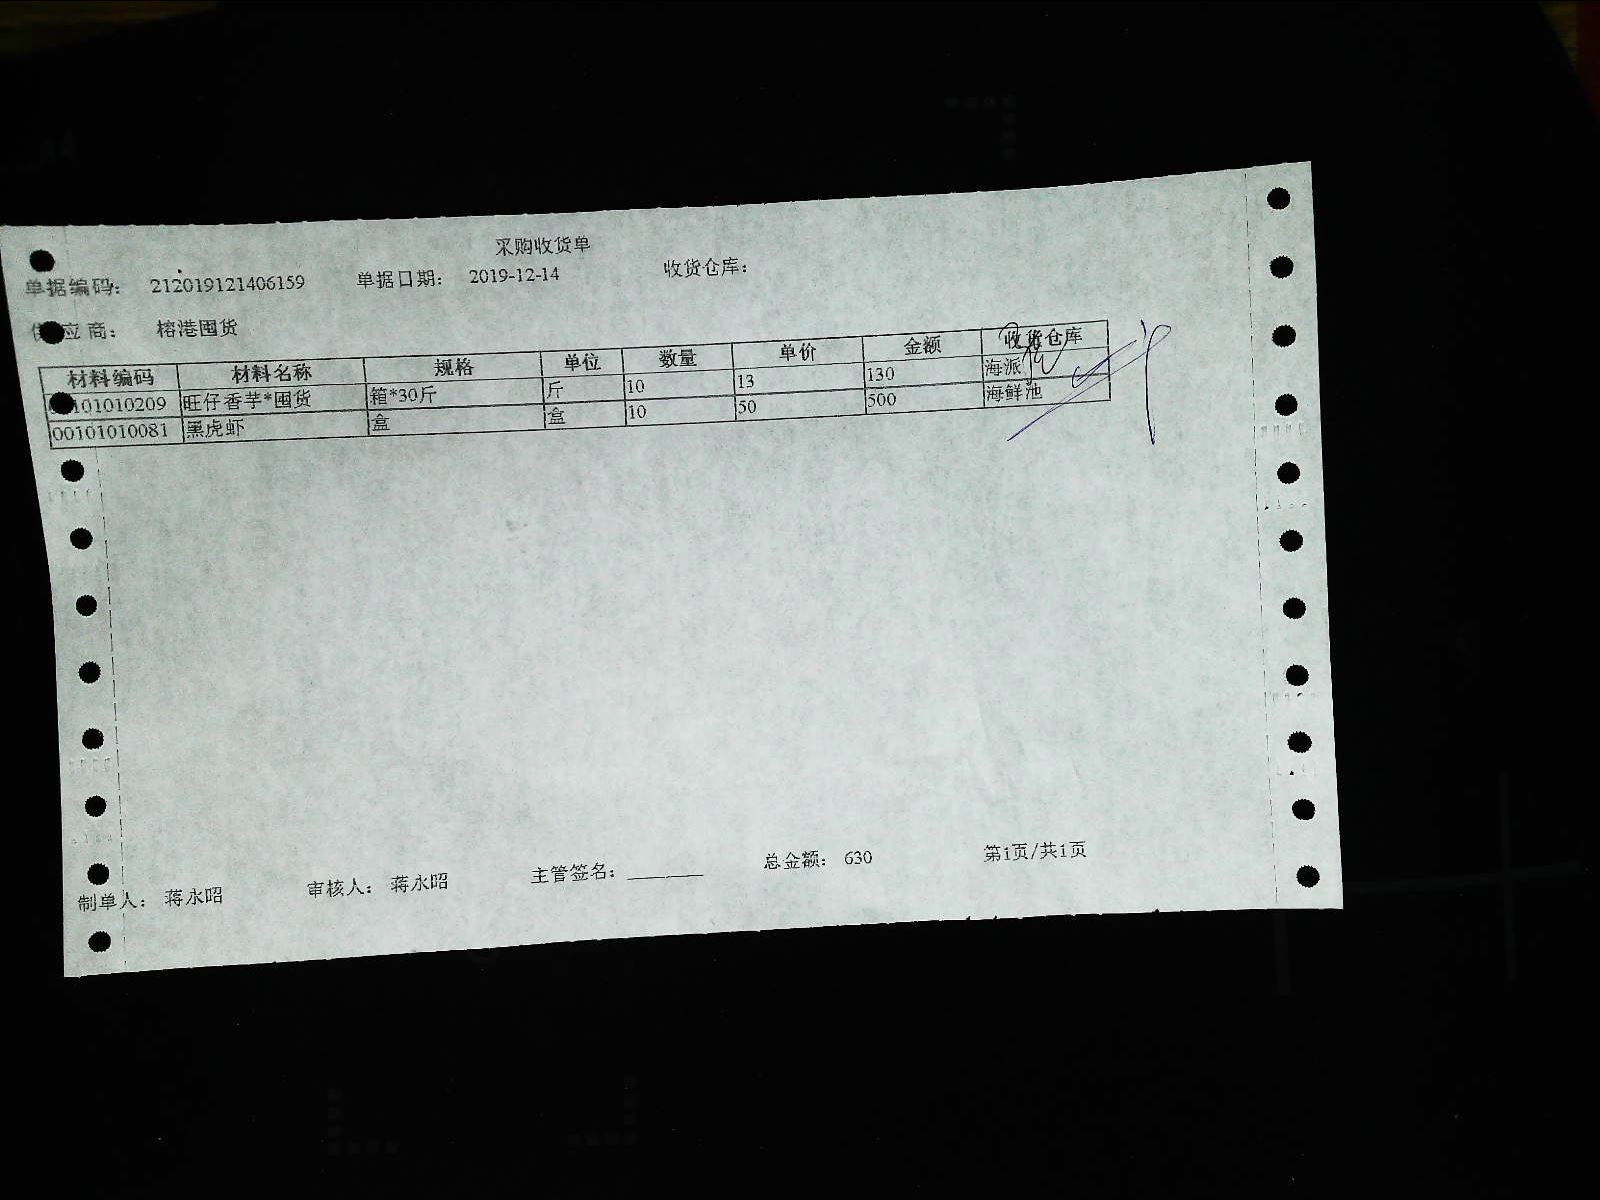 采购收货单
单据编码： 212019121406159 单据日期： 2019-12-14 收货仓库：
应商： 榕港囤货
材料编码 材料名称 规格 单位 数量 单价 金额 收货仓库
101010209 旺仔香芋*囤货 箱*30斤 斤 10 13 130 海派
00101010081 黑虎虾 盒 盒 10 50 500 海鲜池
制单人： 蒋永昭 审核人： 蒋永昭 主管签名：________ 总金额： 630 第1页/共1页